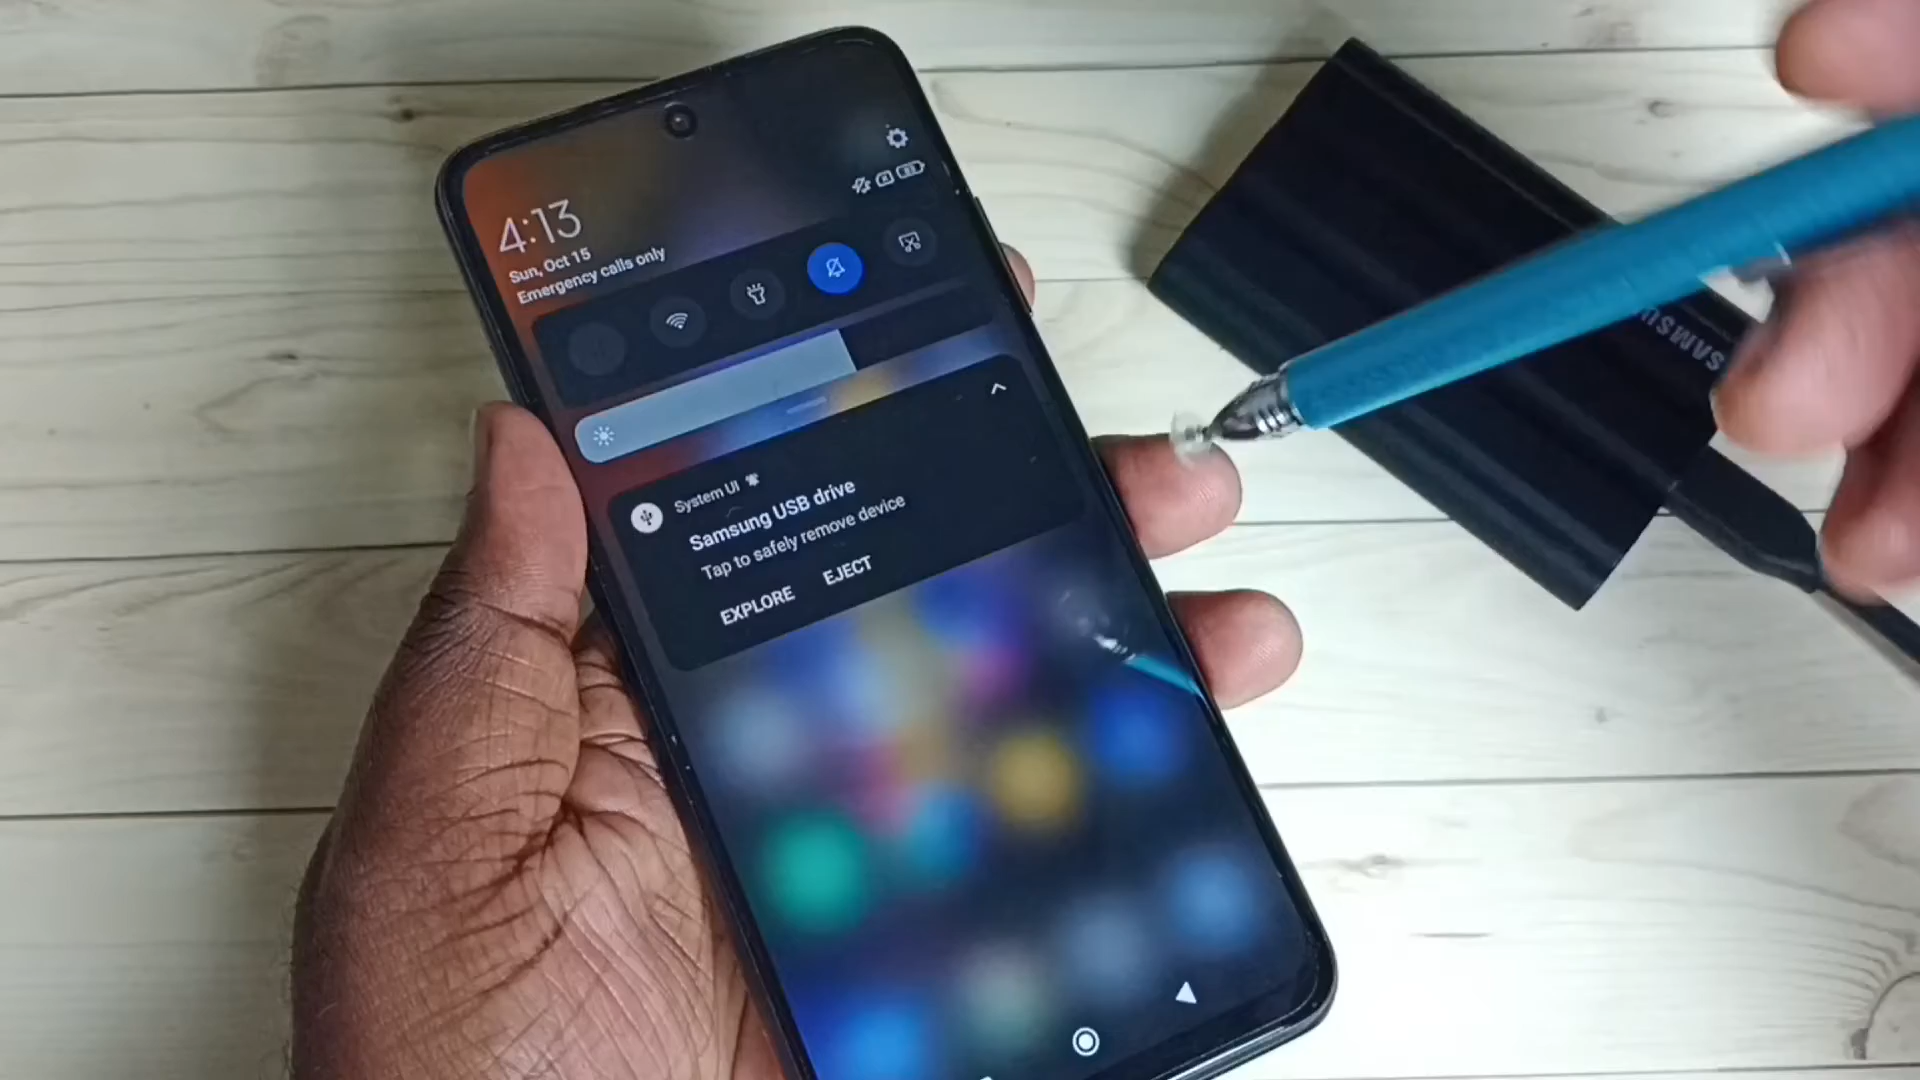 4:13
Sun, Oct 15
Emergency calls only
System UI
Samsung USB drive
Tap to safely remove device
EXPLORE EJECT